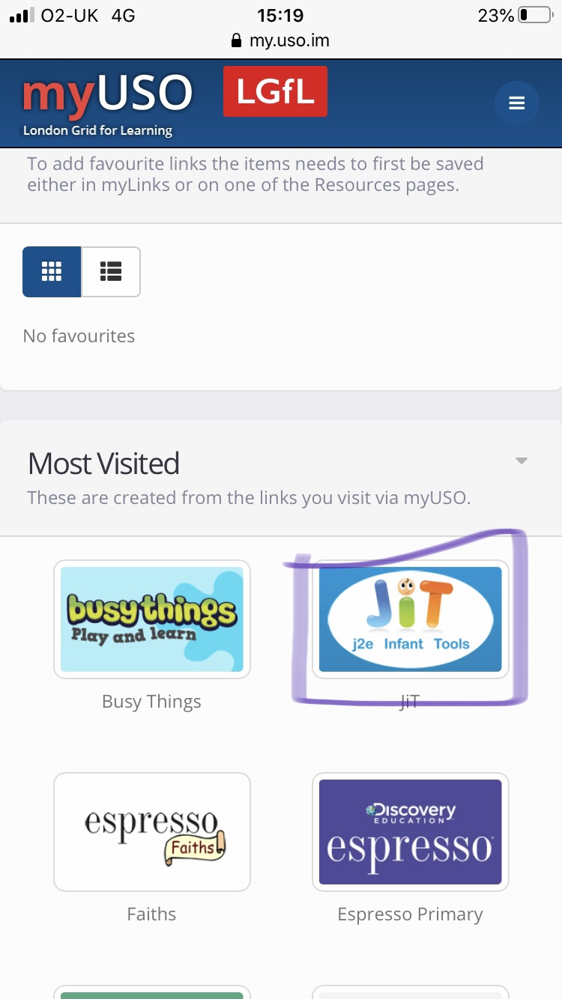 O2-UK 4G 15:19 23%
my.uso.im
myUSO LGfL
London Grid for Learning
To add favourite links the items needs to first be saved
either in myLinks or on one of the Resources pages.
No favourites
Most Visited
These are created from the links you visit via myUSO.
busythings
Play and learn
Busy Things
JiT
j2e Infant Tools
JiT
espresso
Faiths
Faiths
Discovery
EDUCATION
espresso
Espresso Primary